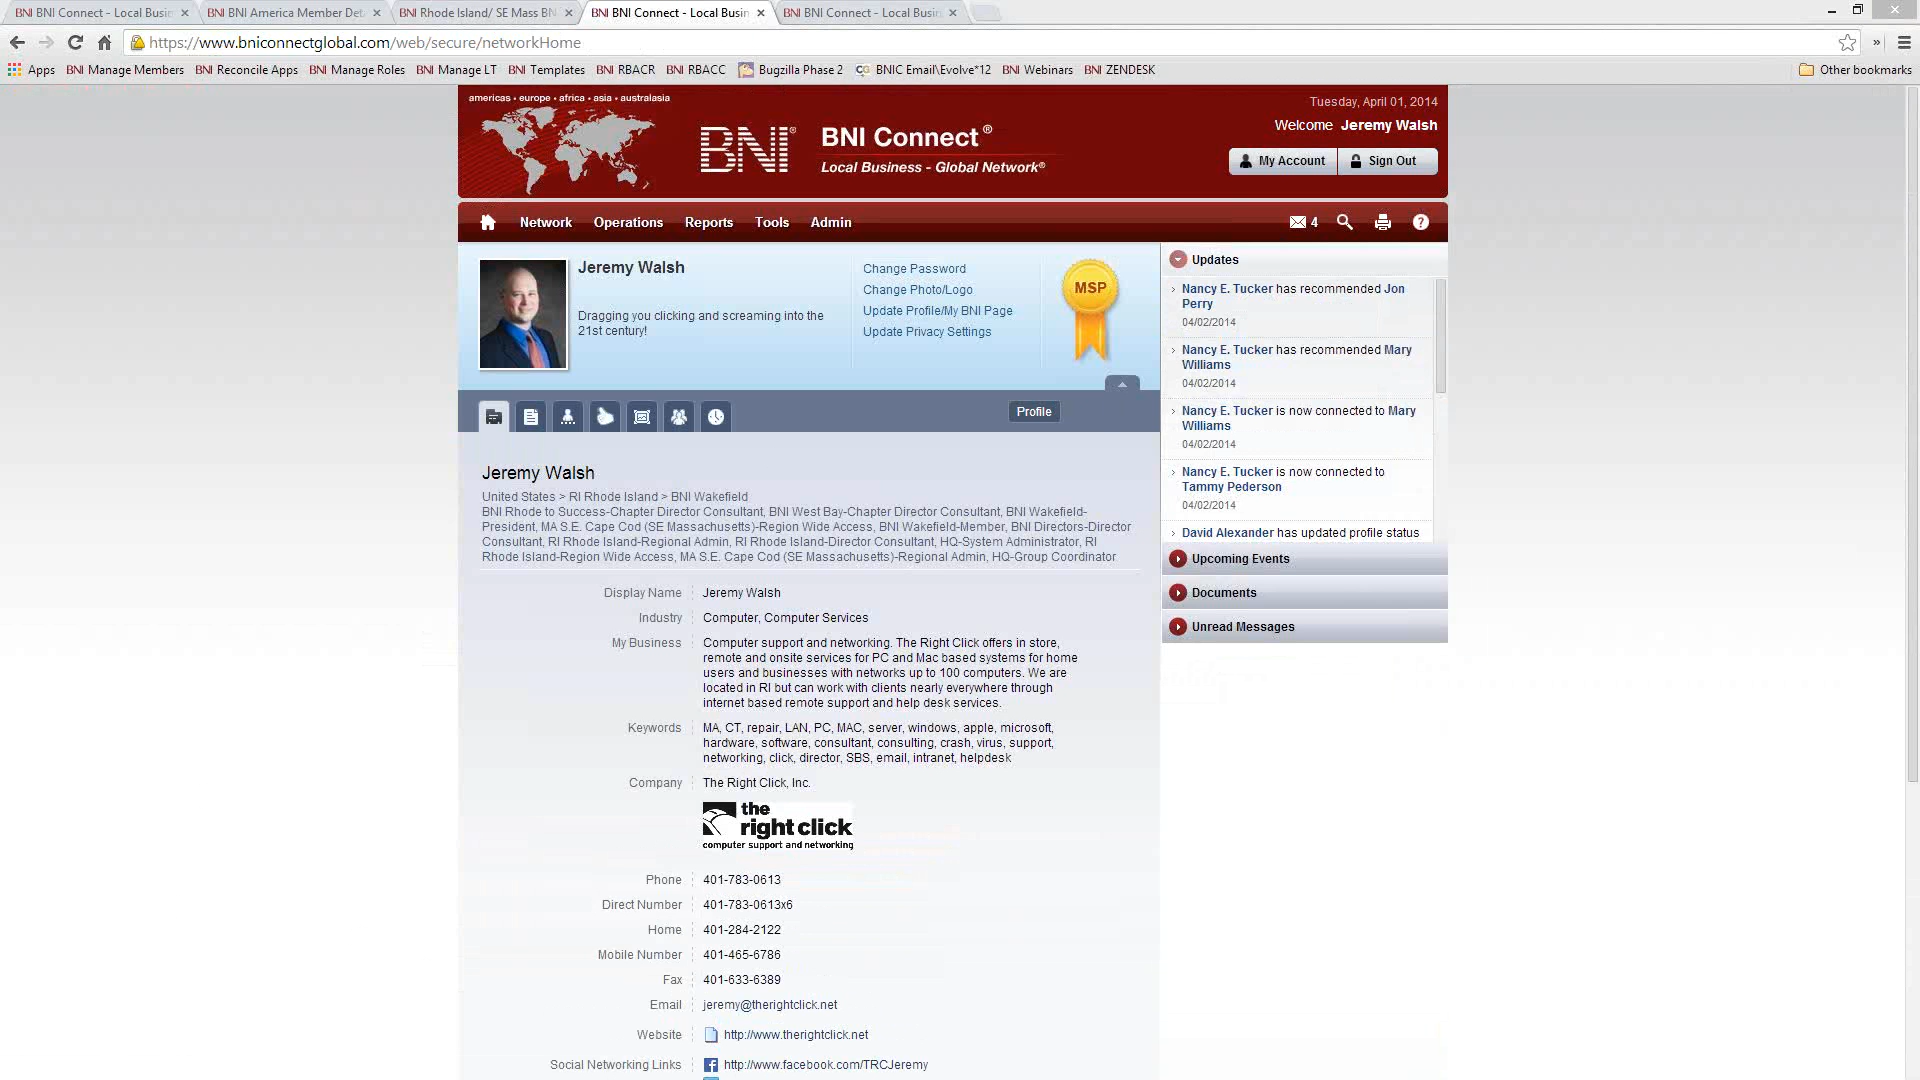 BNI BNI Connect - Local Busin
BNI BNI America Member Det
BNI Rhode Island/ SE Mass BN
BNI BNI Connect - Local Busin
BNI BNI Connect - Local Busin
https://www.bniconnectglobal.com/web/secure/networkHome
Apps BNI Manage Members BNI Reconcile Apps BNI Manage Roles BNI Manage LT BNI Templates BNI RBACR BNI RBACC Bugzilla Phase 2 BNIC Email\Evolve*12 BNI Webinars BNI ZENDESK Other bookmarks
americas • europe • africa • asia • australasia
BNI®
BNI Connect®
Local Business - Global Network®
Tuesday, April 01, 2014
Welcome Jeremy Walsh
My Account Sign Out
Network Operations Reports Tools Admin 4
Jeremy Walsh
Dragging you clicking and screaming into the
21st century!
Change Password
Change Photo/Logo
Update Profile/My BNI Page
Update Privacy Settings
MSP
Profile
Jeremy Walsh
United States > RI Rhode Island > BNI Wakefield
BNI Rhode to Success-Chapter Director Consultant, BNI West Bay-Chapter Director Consultant, BNI Wakefield-
President, MA S.E. Cape Cod (SE Massachusetts)-Region Wide Access, BNI Wakefield-Member, BNI Directors-Director
Consultant, RI Rhode Island-Regional Admin, RI Rhode Island-Director Consultant, HQ-System Administrator, RI
Rhode Island-Region Wide Access, MA S.E. Cape Cod (SE Massachusetts)-Regional Admin, HQ-Group Coordinator
Display Name Jeremy Walsh
Industry Computer, Computer Services
My Business Computer support and networking. The Right Click offers in store,
remote and onsite services for PC and Mac based systems for home
users and businesses with networks up to 100 computers. We are
located in RI but can work with clients nearly everywhere through
internet based remote support and help desk services.
Keywords MA, CT, repair, LAN, PC, MAC, server, windows, apple, microsoft,
hardware, software, consultant, consulting, crash, virus, support,
networking, click, director, SBS, email, intranet, helpdesk
Company The Right Click, Inc.
the
right click
computer support and networking
Phone 401-783-0613
Direct Number 401-783-0613x6
Home 401-284-2122
Mobile Number 401-465-6786
Fax 401-633-6389
Email jeremy@therightclick.net
Website http://www.therightclick.net
Social Networking Links http://www.facebook.com/TRCJeremy
Updates
Nancy E. Tucker has recommended Jon
Perry
04/02/2014
Nancy E. Tucker has recommended Mary
Williams
04/02/2014
Nancy E. Tucker is now connected to Mary
Williams
04/02/2014
Nancy E. Tucker is now connected to
Tammy Pederson
04/02/2014
David Alexander has updated profile status
Upcoming Events
Documents
Unread Messages